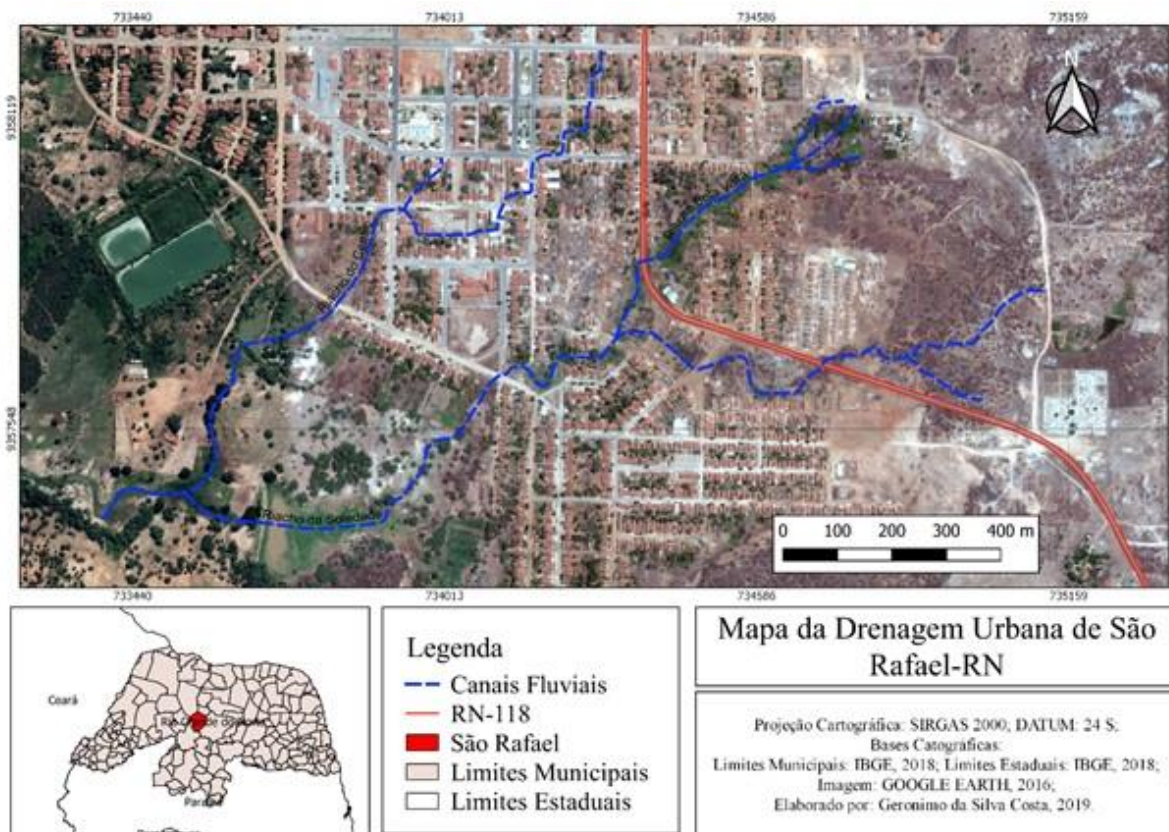 733440 734013 734586 735159
9358119
N
9357548
Riacho da Soledade
0 100 200 300 400 m
733440 734013 734586 735159
Ceará
Legenda
Canais Fluviais
RN-118
São Rafael
Limites Municipais
Limites Estaduais
Mapa da Drenagem Urbana de São
Rafael-RN
Projeção Cartográfica: SIRGAS 2000; DATUM: 24 S;
Bases Catográficas:
Limites Municipais: IBGE, 2018; Limites Estaduais: IBGE, 2018;
Imagem: GOOGLE EARTH, 2016;
Elaborado por: Geronimo da Silva Costa, 2019.